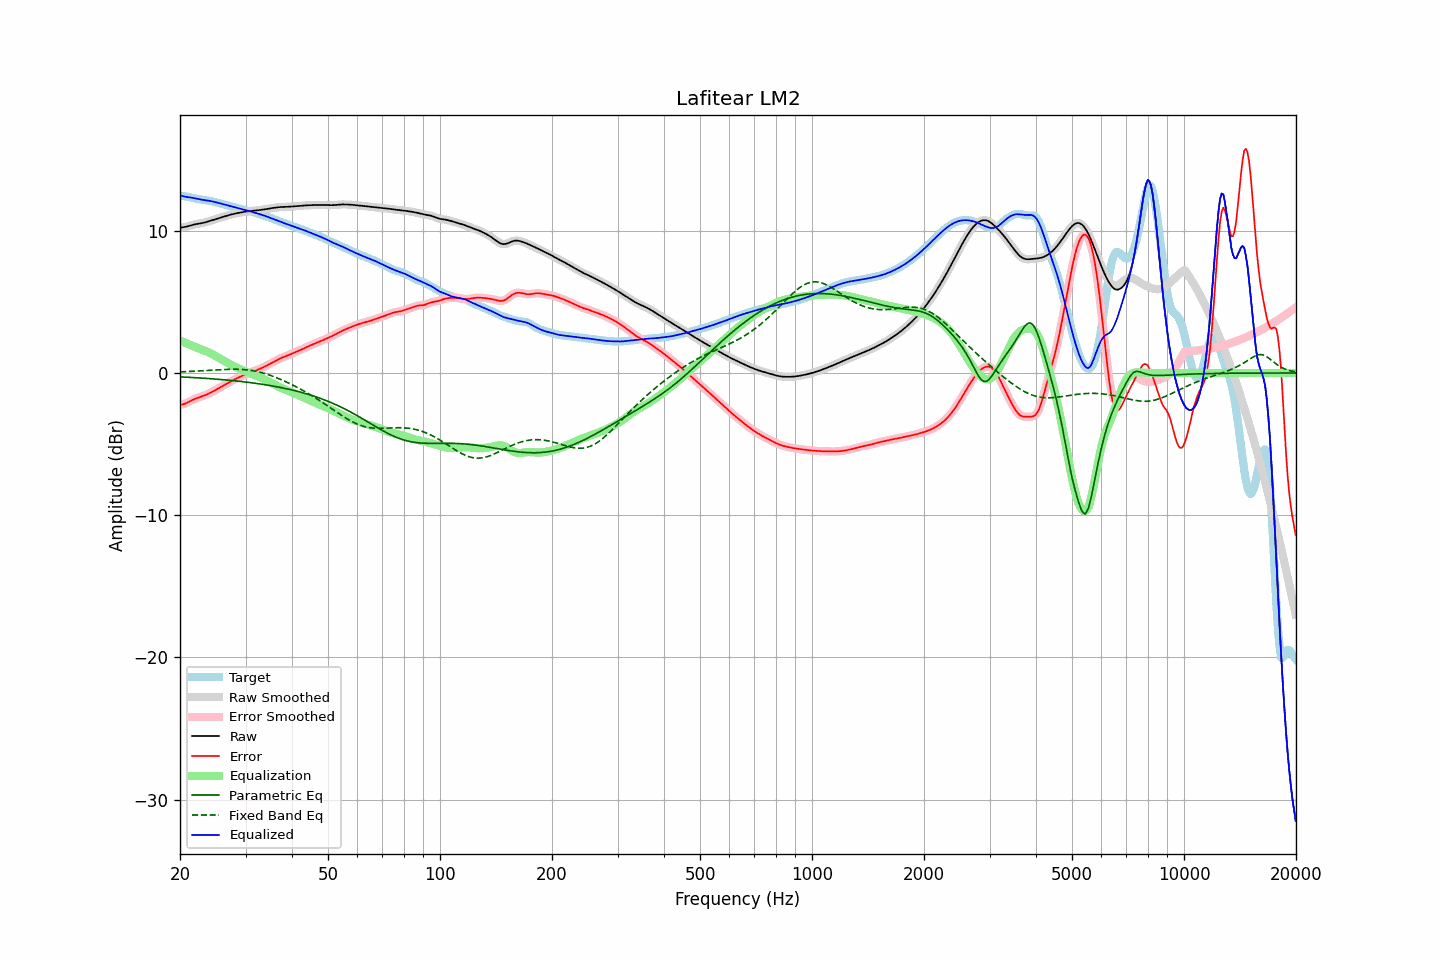 Lafitear LM2
Amplitude (dBr)
10
0
−10
−20
−30
Target
Raw Smoothed
Error Smoothed
Raw
Error
Equalization
Parametric Eq
Fixed Band Eq
Equalized
20 50 100 200 500 1000 2000 5000 10000 20000
Frequency (Hz)